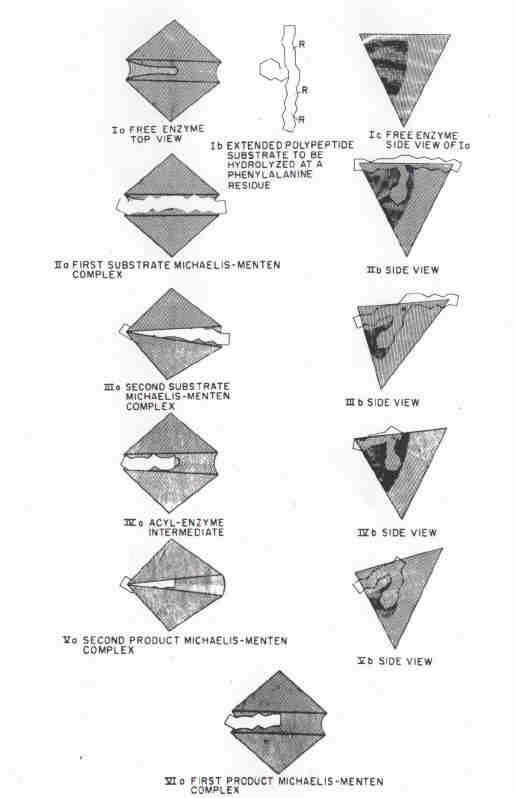 R
R
R
Ia FREE ENZYME
TOP VIEW
Ib EXTENDED POLYPEPTIDE
SUBSTRATE TO BE
HYDROLYZED AT A
PHENYLALANINE
RESIDUE
Ic FREE ENZYME
SIDE VIEW OF Ia
IIa FIRST SUBSTRATE MICHAELIS-MENTEN
COMPLEX
IIb SIDE VIEW
IIIa SECOND SUBSTRATE
MICHAELIS-MENTEN
COMPLEX
IIIb SIDE VIEW
IVa ACYL-ENZYME
INTERMEDIATE
IVb SIDE VIEW
Va SECOND PRODUCT MICHAELIS-MENTEN
COMPLEX
Vb SIDE VIEW
VIa FIRST PRODUCT MICHAELIS-MENTEN
COMPLEX